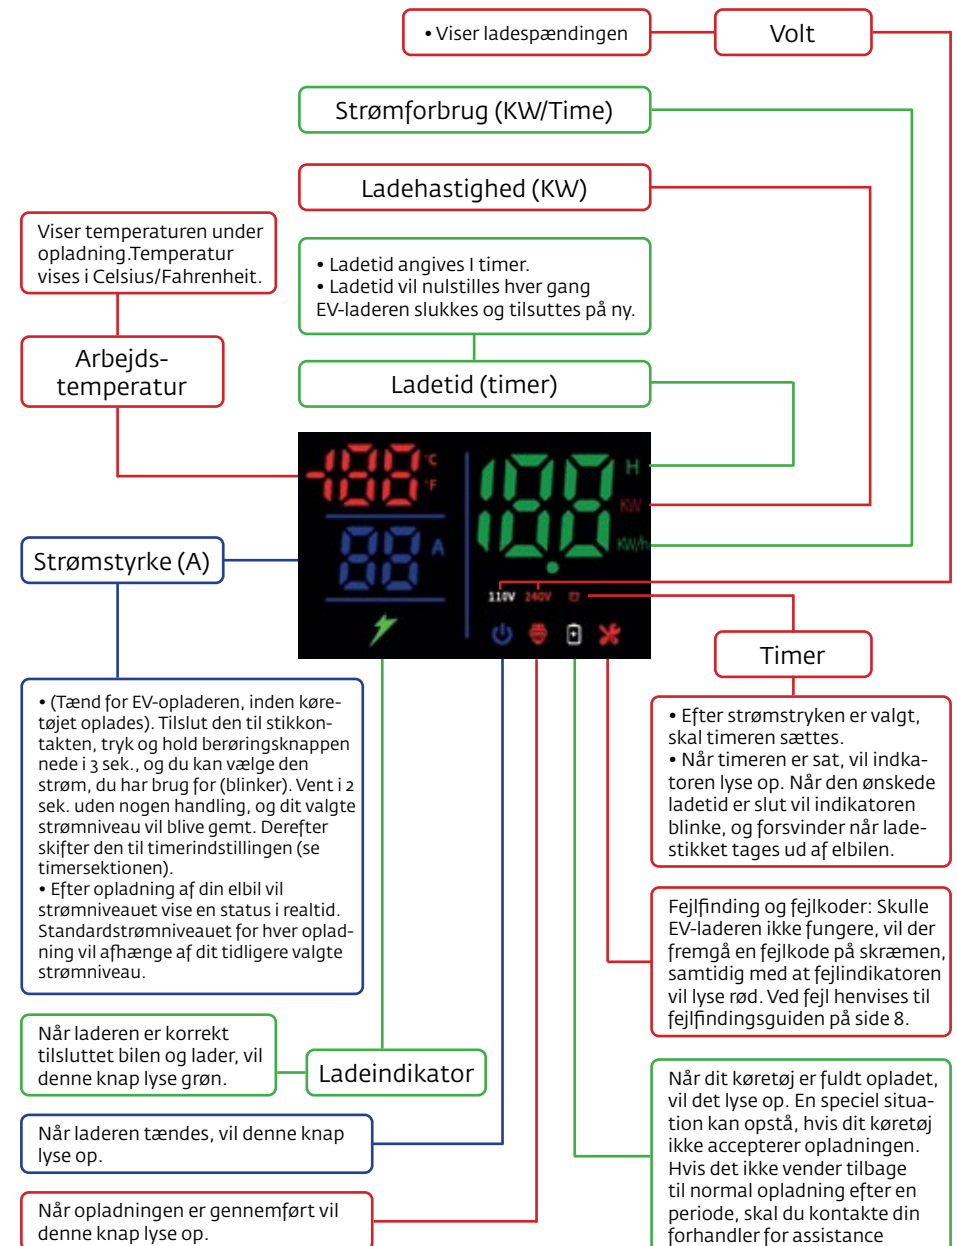 • Viser ladespændingen
Volt
Strømforbrug (KW/Time)
Ladehastighed (KW)
Viser temperaturen under
opladning.Temperatur
vises i Celsius/Fahrenheit.
• Ladetid angives I timer.
• Ladetid vil nulstilles hver gang
EV-laderen slukkes og tilsuttes på ny.
Arbejds-
temperatur
Ladetid (timer)
-188 °C
°F
188 H
KW
KW/h
88 A
110V 240V
Strømstyrke (A)
Timer
• (Tænd for EV-opladeren, inden køre-
tøjet oplades). Tilslut den til stikkon-
takten, tryk og hold berøringsknappen
nede i 3 sek., og du kan vælge den
strøm, du har brug for (blinker). Vent i 2
sek. uden nogen handling, og dit valgte
strømniveau vil blive gemt. Derefter
skifter den til timerindstillingen (se
timersektionen).
• Efter opladning af din elbil vil
strømniveauet vise en status i realtid.
Standardstrømniveauet for hver oplad-
ning vil afhænge af dit tidligere valgte
strømniveau.
• Efter strømstryken er valgt,
skal timeren sættes.
• Når timeren er sat, vil indka-
toren lyse op. Når den ønskede
ladetid er slut vil indikatoren
blinke, og forsvinder når lade-
stikket tages ud af elbilen.
Fejlfinding og fejlkoder: Skulle
EV-laderen ikke fungere, vil der
fremgå en fejlkode på skræmen,
samtidig med at fejlindikatoren
vil lyse rød. Ved fejl henvises til
fejlfindingsguiden på side 8.
Når laderen er korrekt
tilsluttet bilen og lader, vil
denne knap lyse grøn.
Ladeindikator
Når laderen tændes, vil denne knap
lyse op.
Når opladningen er gennemført vil
denne knap lyse op.
Når dit køretøj er fuldt opladet,
vil det lyse op. En speciel situa-
tion kan opstå, hvis dit køretøj
ikke accepterer opladningen.
Hvis det ikke vender tilbage
til normal opladning efter en
periode, skal du kontakte din
forhandler for assistance